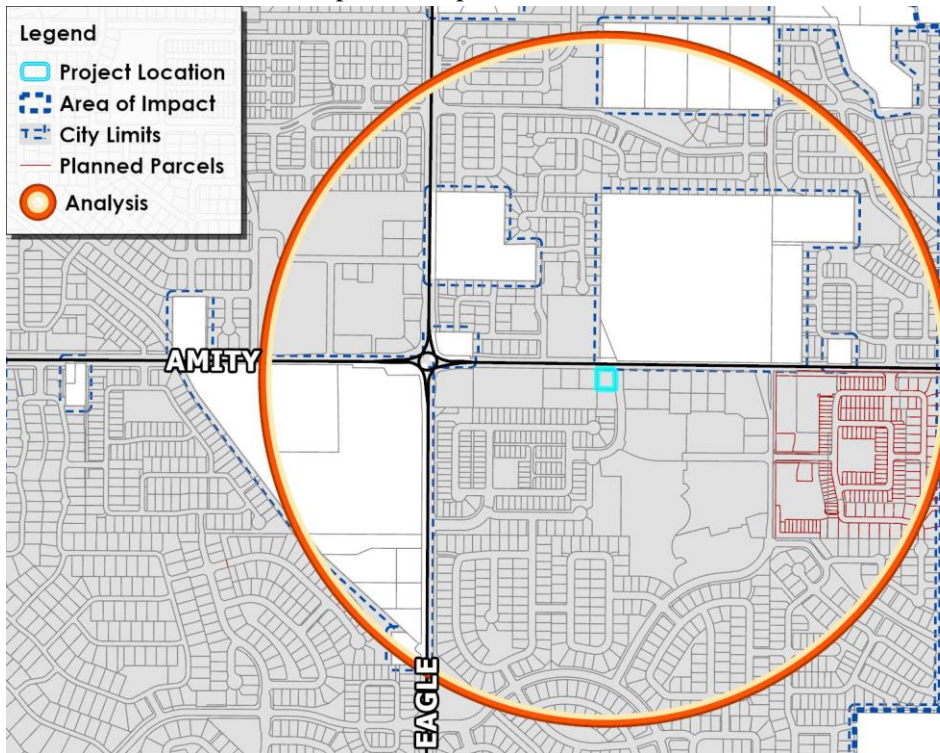 Legend
Project Location
Area of Impact
City Limits
Planned Parcels
Analysis
AMITY
EAGLE